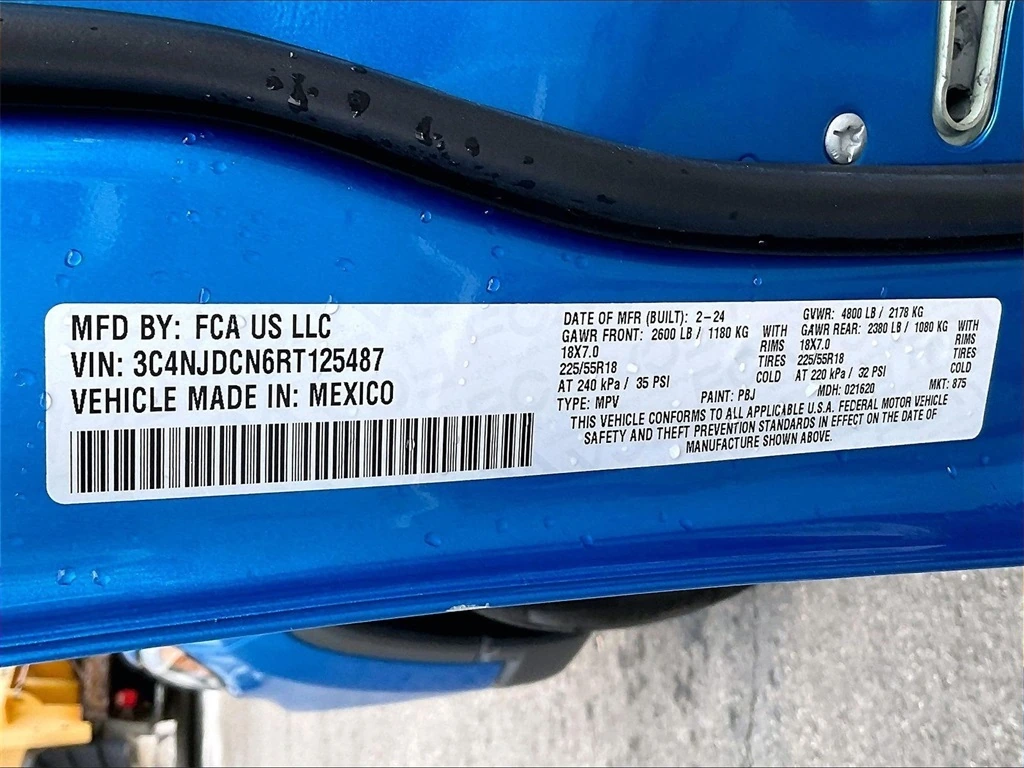 MFD BY: FCA US LLC
VIN: 3C4NJDCN6RT125487
VEHICLE MADE IN: MEXICO
DATE OF MFR (BUILT): 2-24
GAWR FRONT: 2600 LB / 1180 KG WITH
18X7.0 RIMS
225/55R18 TIRES
AT 240 kPa / 35 PSI COLD
TYPE: MPV PAINT: PBJ
GVWR: 4800 LB / 2178 KG
GAWR REAR: 2380 LB / 1080 KG WITH
18X7.0 RIMS
225/55R18 TIRES
AT 220 kPa / 32 PSI COLD
MDH: 021620 MKT: 875
THIS VEHICLE CONFORMS TO ALL APPLICABLE U.S.A. FEDERAL MOTOR VEHICLE
SAFETY AND THEFT PREVENTION STANDARDS IN EFFECT ON THE DATE OF
MANUFACTURE SHOWN ABOVE.